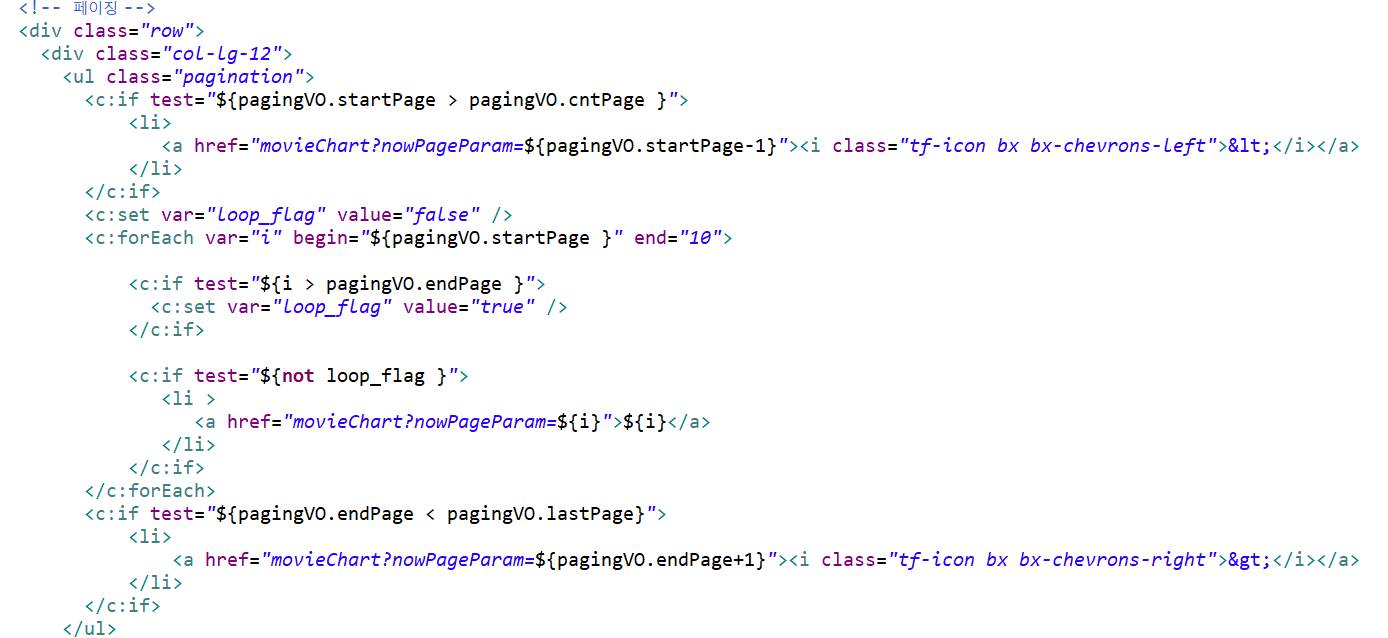 <!-- 페이징 -->
<div class="row">
<div class="col-lg-12">
<ul class="pagination">
<c:if test="${pagingVO.startPage > pagingVO.cntPage }">
<li>
<a href="movieChart?nowPageParam=${pagingVO.startPage-1}"><i class="tf-icon bx bx-chevrons-left">&lt;</i></a>
</li>
</c:if>
<c:set var="loop_flag" value="false" />
<c:forEach var="i" begin="${pagingVO.startPage }" end="10">
<c:if test="${i > pagingVO.endPage }">
<c:set var="loop_flag" value="true" />
</c:if>
<c:if test="${not loop_flag }">
<li >
<a href="movieChart?nowPageParam=${i}">${i}</a>
</li>
</c:if>
</c:forEach>
<c:if test="${pagingVO.endPage < pagingVO.lastPage}">
<li>
<a href="movieChart?nowPageParam=${pagingVO.endPage+1}"><i class="tf-icon bx bx-chevrons-right">&gt;</i></a>
</li>
</c:if>
</ul>